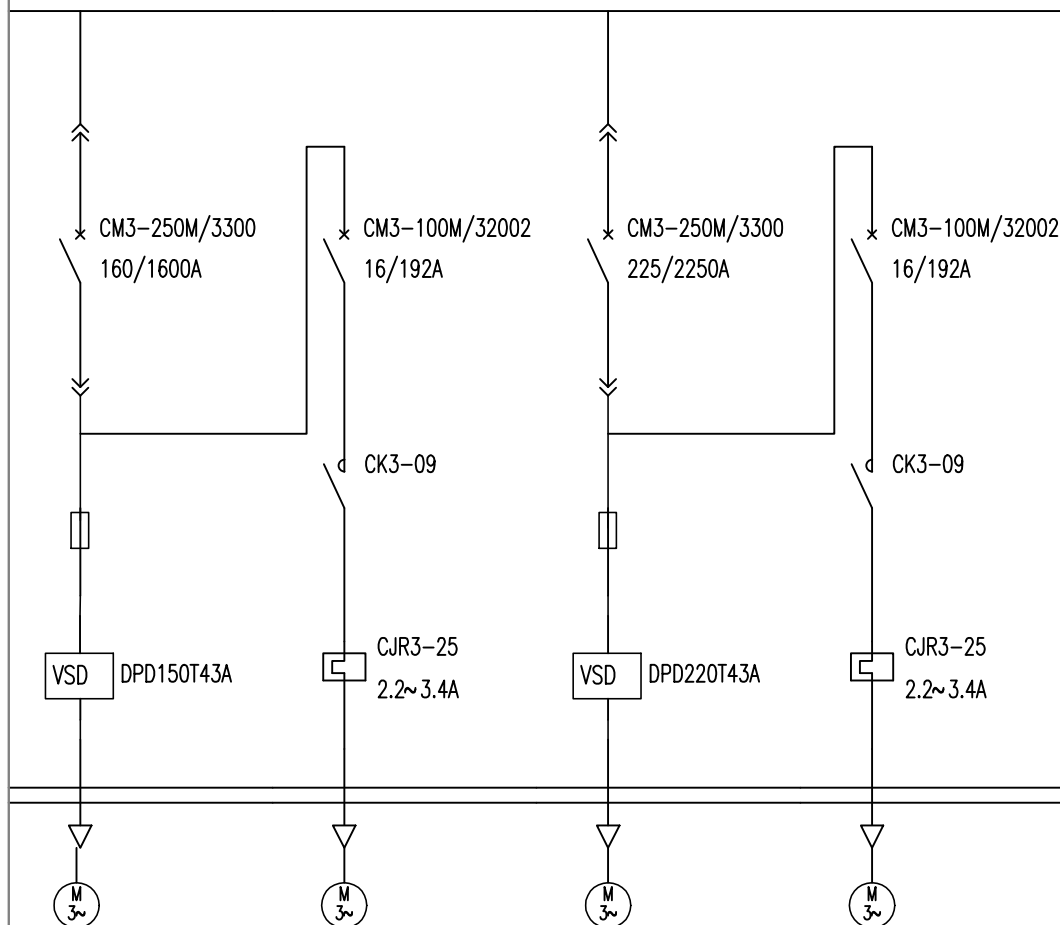 CM3-250M/3300
160/1600A
CM3-100M/32002
16/192A
CM3-250M/3300
225/2250A
CM3-100M/32002
16/192A
CK3-09
CK3-09
VSD
DPD150T43A
CJR3-25
2.2~3.4A
VSD
DPD220T43A
CJR3-25
2.2~3.4A
M
3~
M
3~
M
3~
M
3~